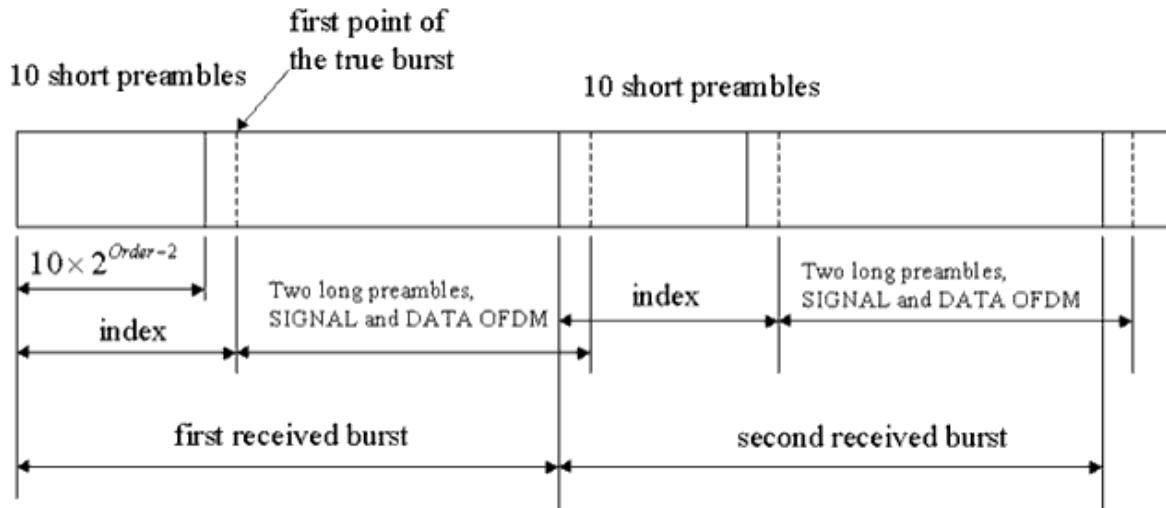 first point of
the true burst
10 short preambles
10 short preambles
10 × 2^{Order−2}
Two long preambles,
SIGNAL and DATA OFDM
index
index
Two long preambles,
SIGNAL and DATA OFDM
first received burst
second received burst